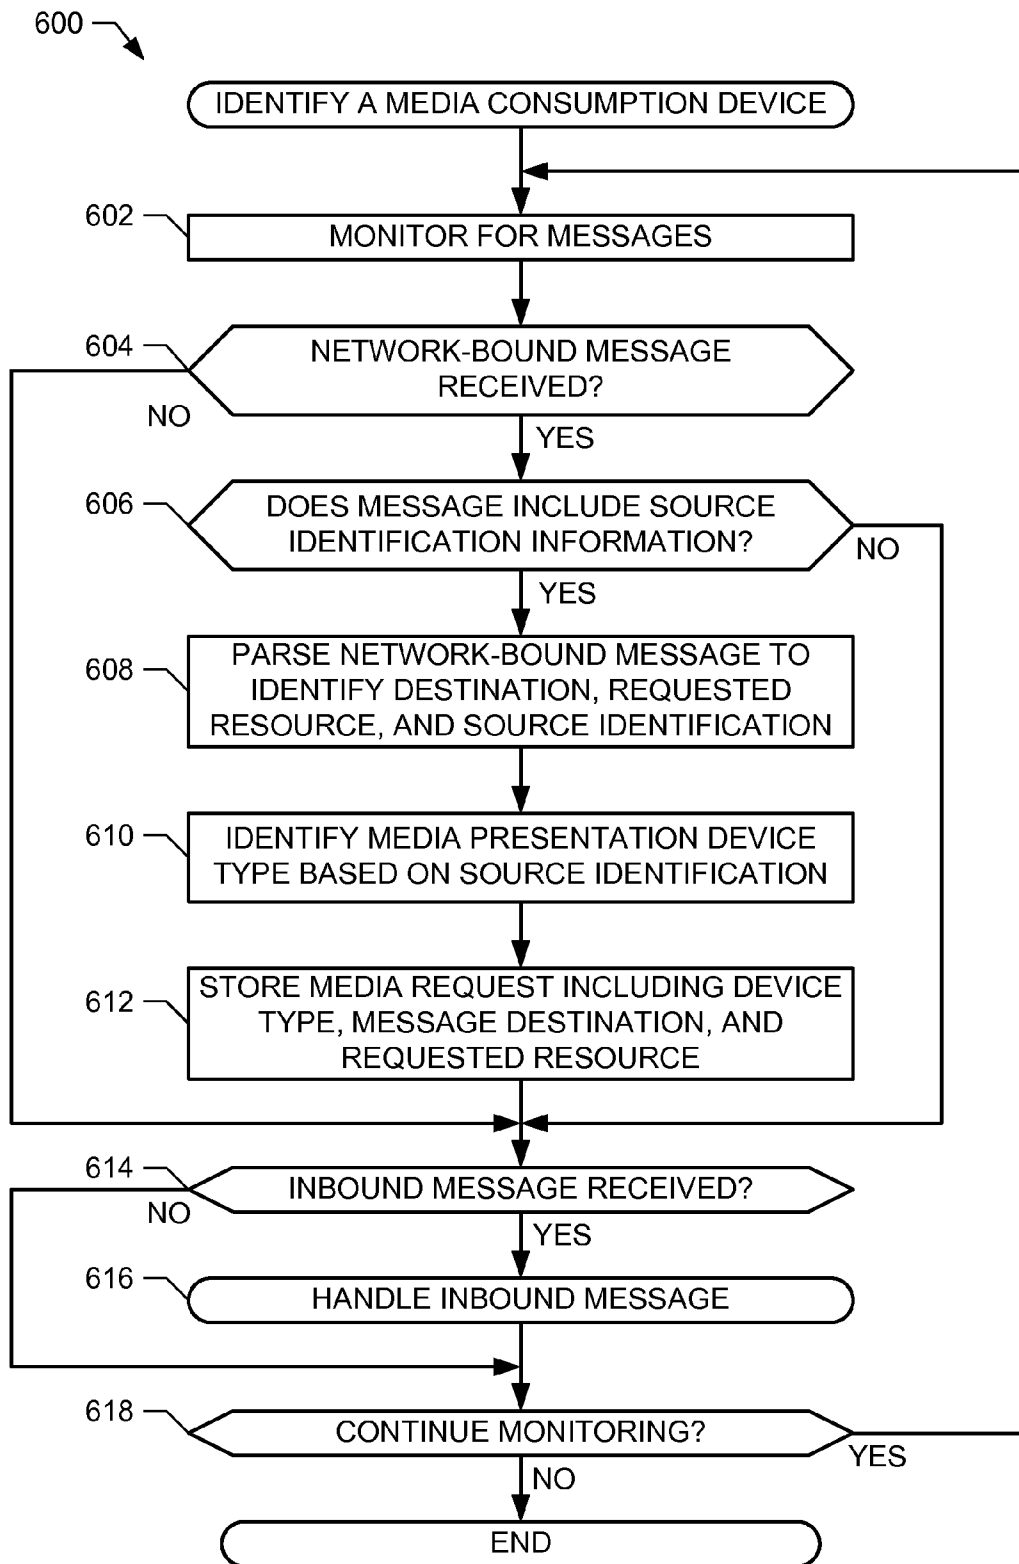 600
IDENTIFY A MEDIA CONSUMPTION DEVICE
602
MONITOR FOR MESSAGES
604
NETWORK-BOUND MESSAGE
RECEIVED?
NO
YES
606
DOES MESSAGE INCLUDE SOURCE
IDENTIFICATION INFORMATION?
NO
YES
608
PARSE NETWORK-BOUND MESSAGE TO
IDENTIFY DESTINATION, REQUESTED
RESOURCE, AND SOURCE IDENTIFICATION
610
IDENTIFY MEDIA PRESENTATION DEVICE
TYPE BASED ON SOURCE IDENTIFICATION
612
STORE MEDIA REQUEST INCLUDING DEVICE
TYPE, MESSAGE DESTINATION, AND
REQUESTED RESOURCE
614
INBOUND MESSAGE RECEIVED?
NO
YES
616
HANDLE INBOUND MESSAGE
618
CONTINUE MONITORING?
YES
NO
END